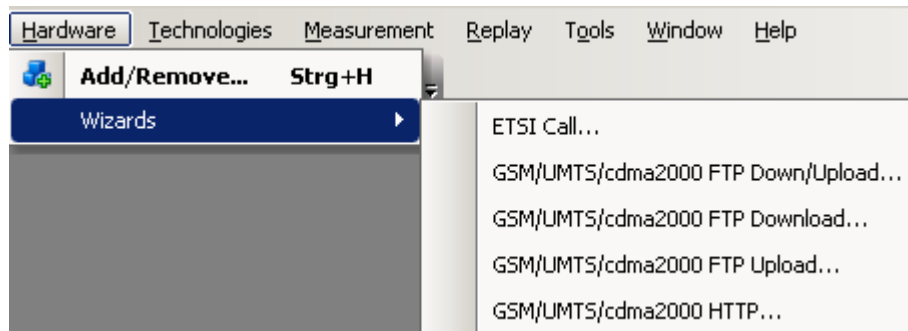 Hardware Technologies Measurement Replay Tools Window Help
Add/Remove... Strg+H
Wizards
ETSI Call...
GSM/UMTS/cdma2000 FTP Down/Upload...
GSM/UMTS/cdma2000 FTP Download...
GSM/UMTS/cdma2000 FTP Upload...
GSM/UMTS/cdma2000 HTTP...